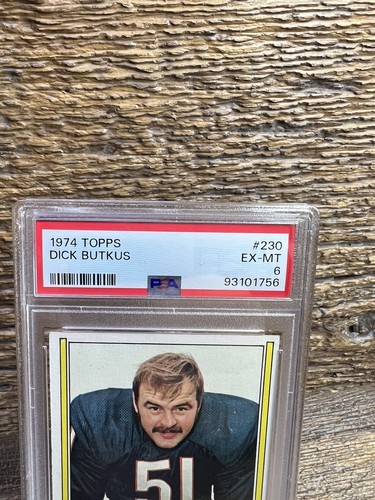 1974 TOPPS #230
DICK BUTKUS EX-MT
6
PSA 93101756
51